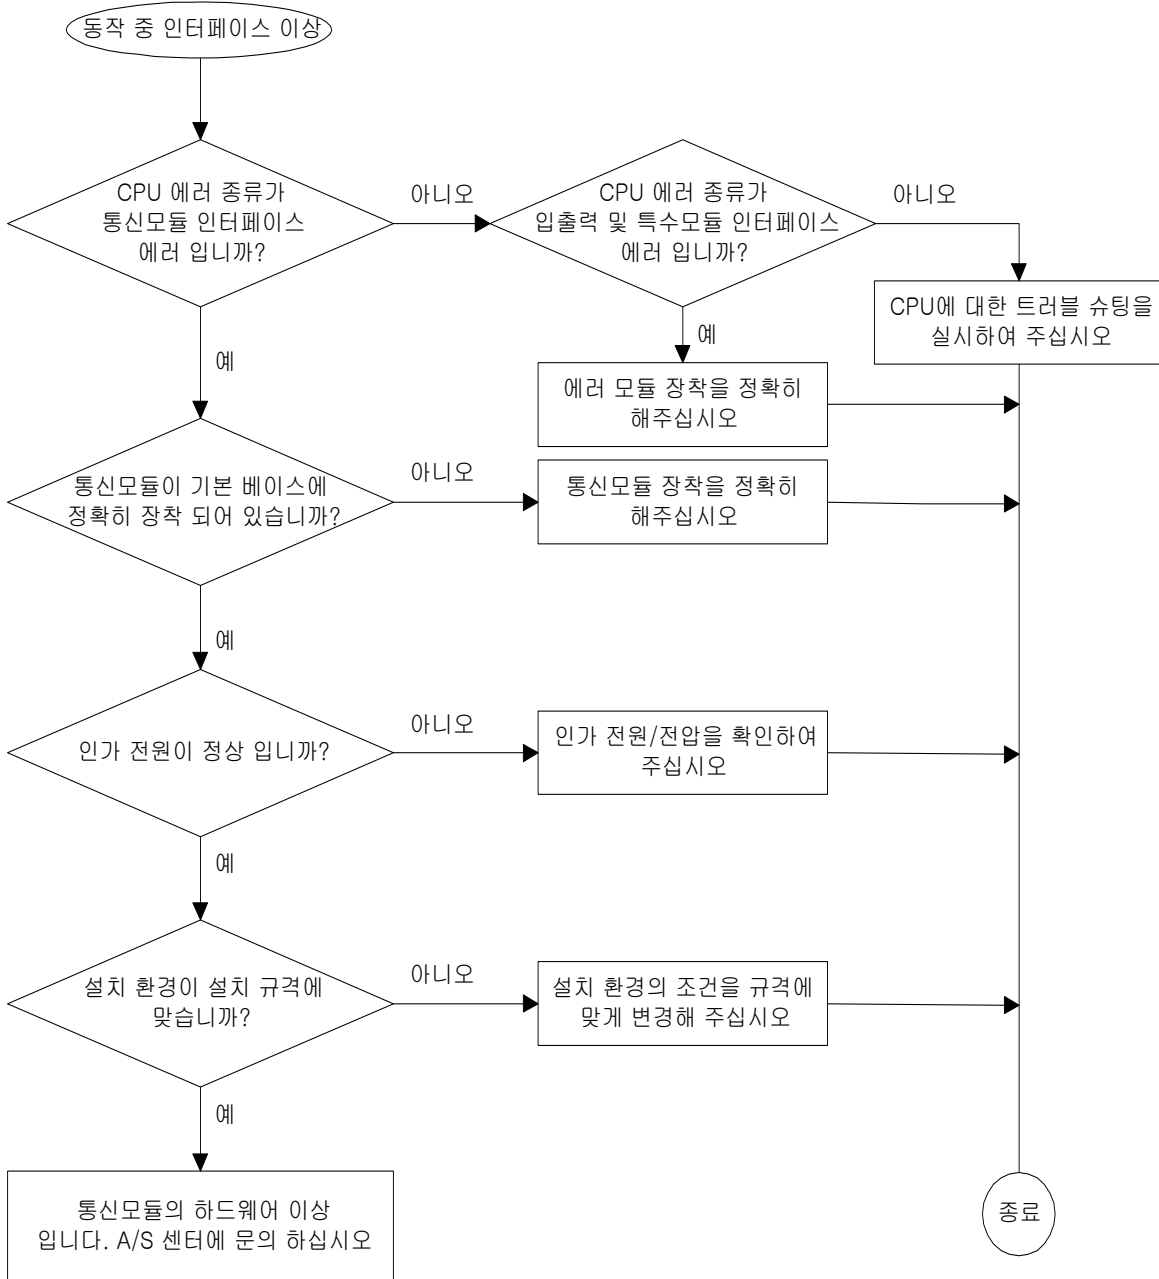 동작 중 인터페이스 이상
CPU 에러 종류가
통신모듈 인터페이스
에러 입니까?
아니오
CPU 에러 종류가
입출력 및 특수모듈 인터페이스
에러 입니까?
아니오
CPU에 대한 트러블 슈팅을
실시하여 주십시오
예
예
에러 모듈 장착을 정확히
해주십시오
통신모듈이 기본 베이스에
정확히 장착 되어 있습니까?
아니오
통신모듈 장착을 정확히
해주십시오
예
인가 전원이 정상 입니까?
아니오
인가 전원/전압을 확인하여
주십시오
예
설치 환경이 설치 규격에
맞습니까?
아니오
설치 환경의 조건을 규격에
맞게 변경해 주십시오
예
통신모듈의 하드웨어 이상
입니다. A/S 센터에 문의 하십시오
종료